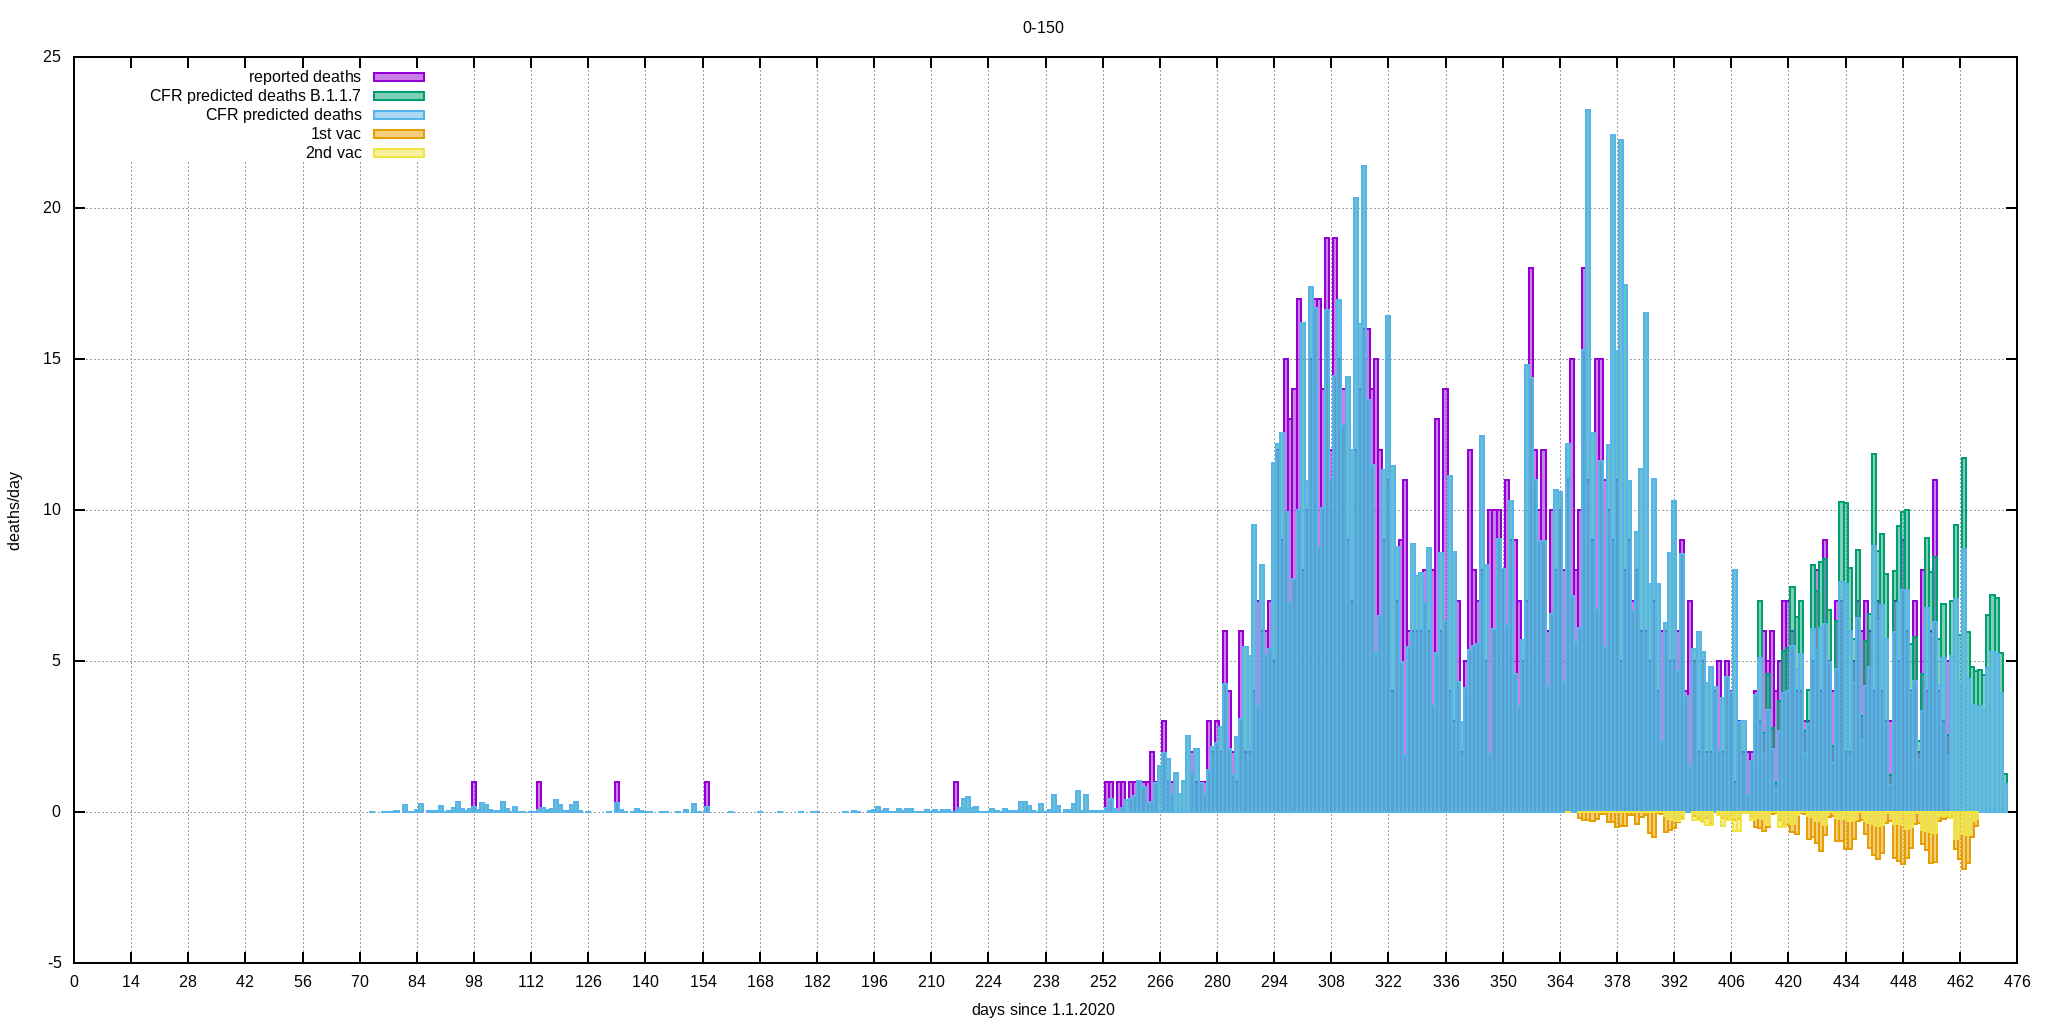 0-150
25
20
15
10
5
0
-5
deaths/day
reported deaths
CFR predicted deaths B.1.1.7
CFR predicted deaths
1st vac
2nd vac
0 14 28 42 56 70 84 98 112 126 140 154 168 182 196 210 224 238 252 266 280 294 308 322 336 350 364 378 392 406 420 434 448 462 476
days since 1.1.2020